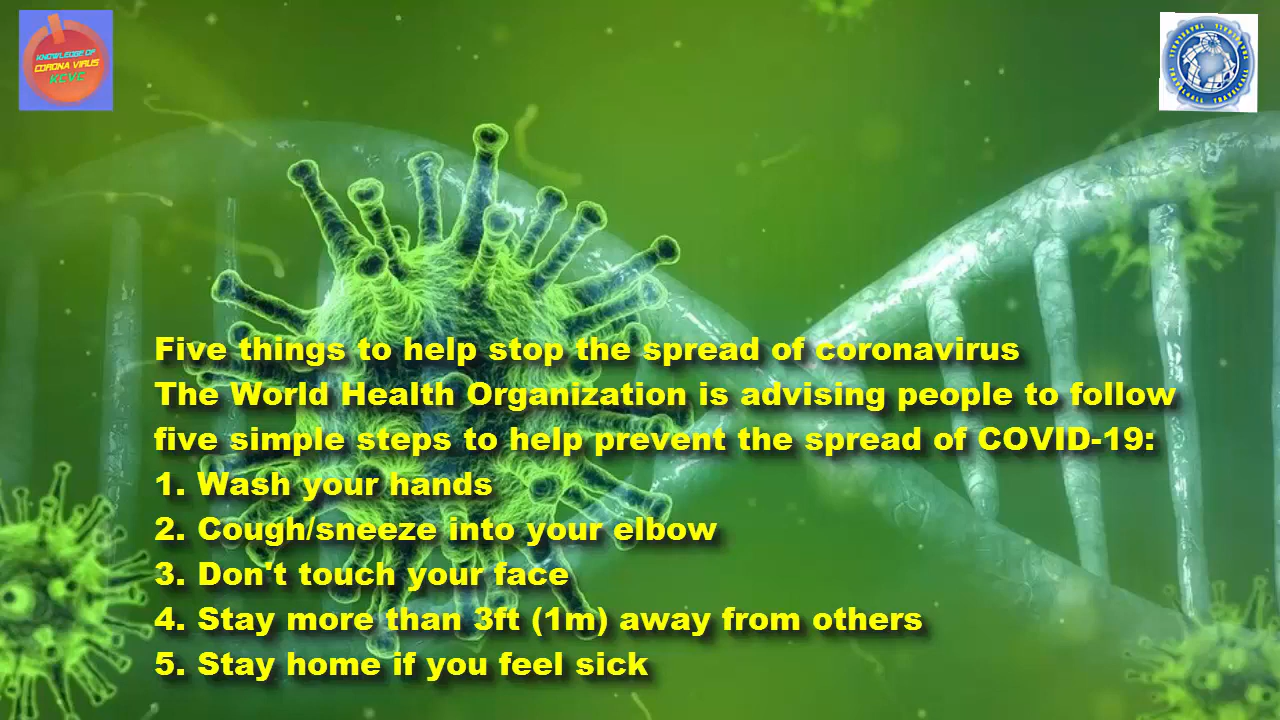 KNOWLEDGE OF
CORONA VIRUS
KCVC
TRAVEL4ALL TRAVEL4ALL TRAVEL4ALL
Five things to help stop the spread of coronavirus
The World Health Organization is advising people to follow
five simple steps to help prevent the spread of COVID-19:
1. Wash your hands
2. Cough/sneeze into your elbow
3. Don't touch your face
4. Stay more than 3ft (1m) away from others
5. Stay home if you feel sick